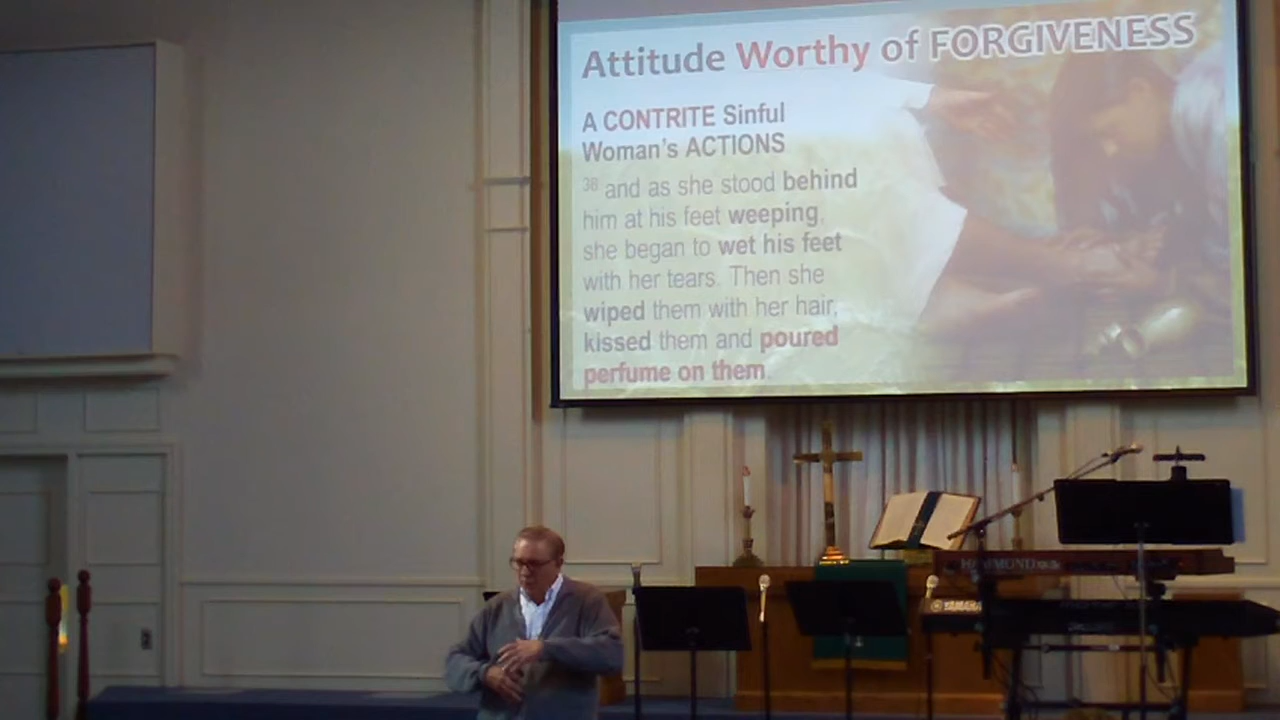 Attitude Worthy of FORGIVENESS
A CONTRITE Sinful
Woman's ACTIONS
38 and as she stood behind
him at his feet weeping,
she began to wet his feet
with her tears. Then she
wiped them with her hair,
kissed them and poured
perfume on them.
HAMMOND
YAMAHA